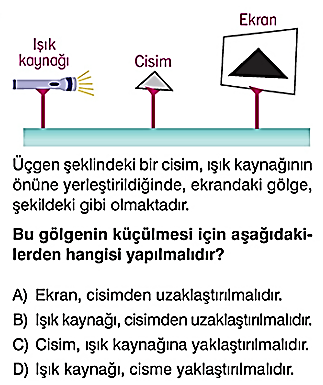 Işık
kaynağı
Cisim
Ekran
Üçgen şeklindeki bir cisim, ışık kaynağının
önüne yerleştirildiğinde, ekrandaki gölge,
şekildeki gibi olmaktadır.
Bu gölgenin küçülmesi için aşağıdaki-
lerden hangisi yapılmalıdır?
A) Ekran, cisimden uzaklaştırılmalıdır.
B) Işık kaynağı, cisimden uzaklaştırılmalıdır.
C) Cisim, ışık kaynağına yaklaştırılmalıdır.
D) Işık kaynağı, cisme yaklaştırılmalıdır.